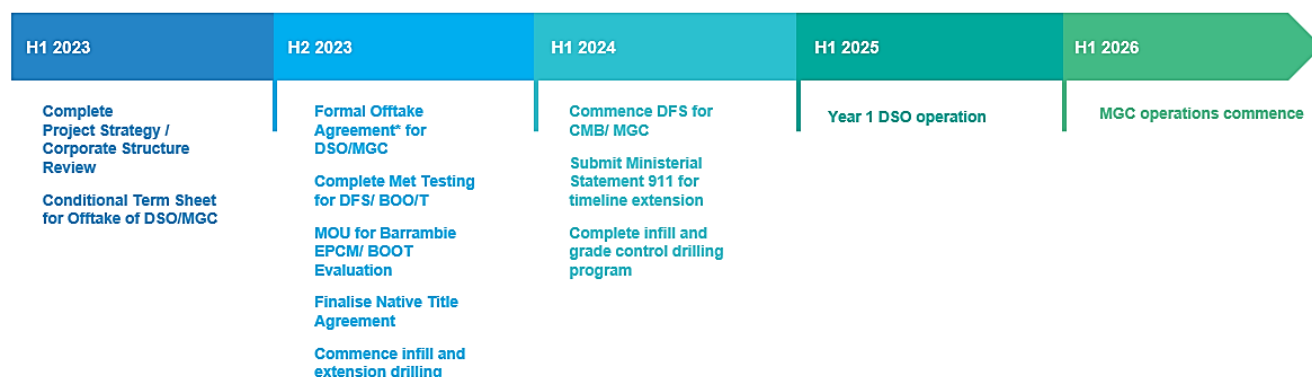 H1 2023
Complete
Project Strategy /
Corporate Structure
Review
Conditional Term Sheet
for Offtake of DSO/MGC
H2 2023
Formal Offtake
Agreement* for
DSO/MGC
Complete Met Testing
for DFS/ BOO/T
MOU for Barrambie
EPCM/ BOOT
Evaluation
Finalise Native Title
Agreement
Commence infill and
extension drilling
H1 2024
Commence DFS for
CMB/ MGC
Submit Ministerial
Statement 911 for
timeline extension
Complete infill and
grade control drilling
program
H1 2025
Year 1 DSO operation
H1 2026
MGC operations commence